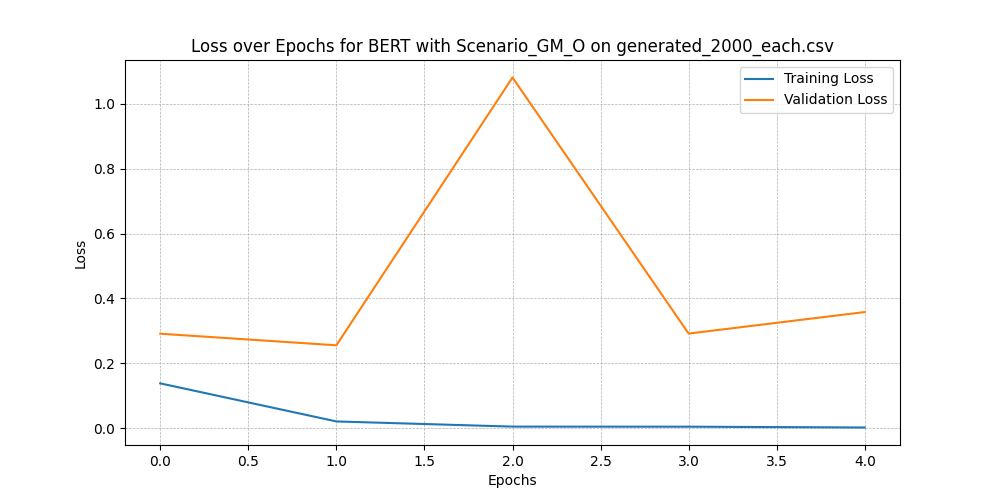 Loss over Epochs for BERT with Scenario_GM_O on generated_2000_each.csv
Training Loss
Validation Loss
1.0
0.8
0.6
0.4
0.2
0.0
Loss
0.0 0.5 1.0 1.5 2.0 2.5 3.0 3.5 4.0
Epochs